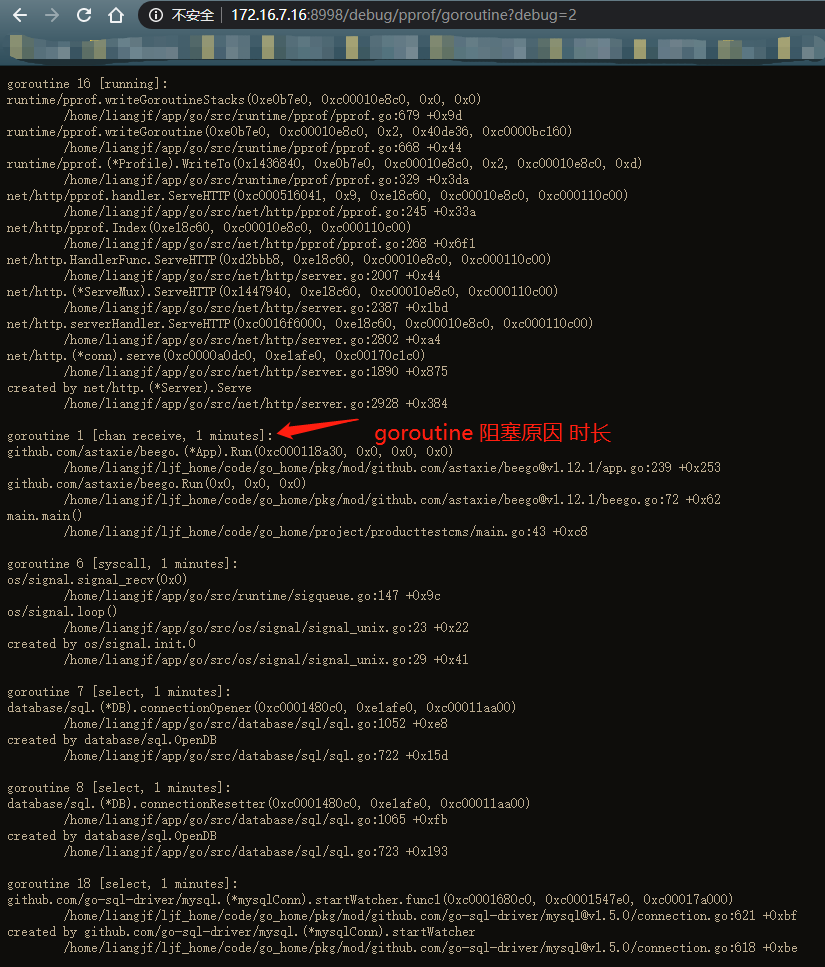 不安全 172.16.7.16:8998/debug/pprof/goroutine?debug=2
goroutine 16 [running]:
runtime/pprof.writeGoroutineStacks(0xe0b7e0, 0xc00010e8c0, 0x0, 0x0)
/home/liangjf/app/go/src/runtime/pprof/pprof.go:679 +0x9d
runtime/pprof.writeGoroutine(0xe0b7e0, 0xc00010e8c0, 0x2, 0x40de36, 0xc0000bc160)
/home/liangjf/app/go/src/runtime/pprof/pprof.go:668 +0x44
runtime/pprof.(*Profile).WriteTo(0x1436840, 0xe0b7e0, 0xc00010e8c0, 0x2, 0xc00010e8c0, 0xd)
/home/liangjf/app/go/src/runtime/pprof/pprof.go:329 +0x3da
net/http/pprof.handler.ServeHTTP(0xc000516041, 0x9, 0xe18c60, 0xc00010e8c0, 0xc000110c00)
/home/liangjf/app/go/src/net/http/pprof/pprof.go:245 +0x33a
net/http/pprof.Index(0xe18c60, 0xc00010e8c0, 0xc000110c00)
/home/liangjf/app/go/src/net/http/pprof/pprof.go:268 +0x6f1
net/http.HandlerFunc.ServeHTTP(0xd2bbb8, 0xe18c60, 0xc00010e8c0, 0xc000110c00)
/home/liangjf/app/go/src/net/http/server.go:2007 +0x44
net/http.(*ServeMux).ServeHTTP(0x1447940, 0xe18c60, 0xc00010e8c0, 0xc000110c00)
/home/liangjf/app/go/src/net/http/server.go:2387 +0x1bd
net/http.serverHandler.ServeHTTP(0xc0016f6000, 0xe18c60, 0xc00010e8c0, 0xc000110c00)
/home/liangjf/app/go/src/net/http/server.go:2802 +0xa4
net/http.(*conn).serve(0xc0000a0dc0, 0xe1afe0, 0xc00170c1c0)
/home/liangjf/app/go/src/net/http/server.go:1890 +0x875
created by net/http.(*Server).Serve
/home/liangjf/app/go/src/net/http/server.go:2928 +0x384
goroutine 1 [chan receive, 1 minutes]: goroutine 阻塞原因 时长
github.com/astaxie/beego.(*App).Run(0xc000118a30, 0x0, 0x0, 0x0)
/home/liangjf/ljf_home/code/go_home/pkg/mod/github.com/astaxie/beego@v1.12.1/app.go:239 +0x253
github.com/astaxie/beego.Run(0x0, 0x0, 0x0)
/home/liangjf/ljf_home/code/go_home/pkg/mod/github.com/astaxie/beego@v1.12.1/beego.go:72 +0x62
main.main()
/home/liangjf/ljf_home/code/go_home/project/producttestcms/main.go:43 +0xc8
goroutine 6 [syscall, 1 minutes]:
os/signal.signal_recv(0x0)
/home/liangjf/app/go/src/runtime/sigqueue.go:147 +0x9c
os/signal.loop()
/home/liangjf/app/go/src/os/signal/signal_unix.go:23 +0x22
created by os/signal.init.0
/home/liangjf/app/go/src/os/signal/signal_unix.go:29 +0x41
goroutine 7 [select, 1 minutes]:
database/sql.(*DB).connectionOpener(0xc0001480c0, 0xe1afe0, 0xc00011aa00)
/home/liangjf/app/go/src/database/sql/sql.go:1052 +0xe8
created by database/sql.OpenDB
/home/liangjf/app/go/src/database/sql/sql.go:722 +0x15d
goroutine 8 [select, 1 minutes]:
database/sql.(*DB).connectionResetter(0xc0001480c0, 0xe1afe0, 0xc00011aa00)
/home/liangjf/app/go/src/database/sql/sql.go:1065 +0xfb
created by database/sql.OpenDB
/home/liangjf/app/go/src/database/sql/sql.go:723 +0x193
goroutine 18 [select, 1 minutes]:
github.com/go-sql-driver/mysql.(*mysqlConn).startWatcher.func1(0xc0001680c0, 0xc0001547e0, 0xc00017a000)
/home/liangjf/ljf_home/code/go_home/pkg/mod/github.com/go-sql-driver/mysql@v1.5.0/connection.go:621 +0xbf
created by github.com/go-sql-driver/mysql.(*mysqlConn).startWatcher
/home/liangjf/ljf_home/code/go_home/pkg/mod/github.com/go-sql-driver/mysql@v1.5.0/connection.go:618 +0xbe